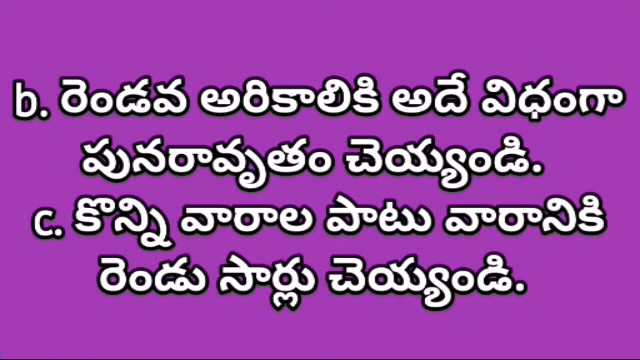 b. రెండవ అరికాలికి అదే విధంగా
పునరావృతం చెయ్యండి.
c. కొన్ని వారాల పాటు వారానికి
రెండు సార్లు చెయ్యండి.